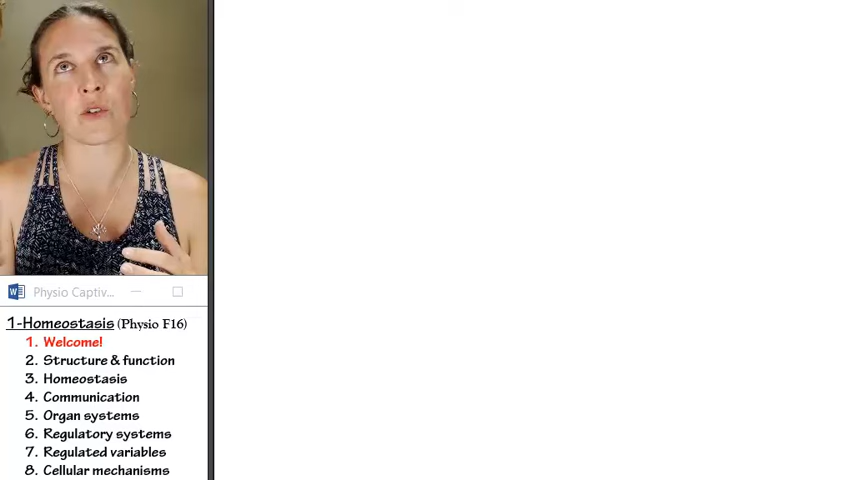 Physio Captiv...
1-Homeostasis (Physio F16)
1. Welcome!
2. Structure & function
3. Homeostasis
4. Communication
5. Organ systems
6. Regulatory systems
7. Regulated variables
8. Cellular mechanisms